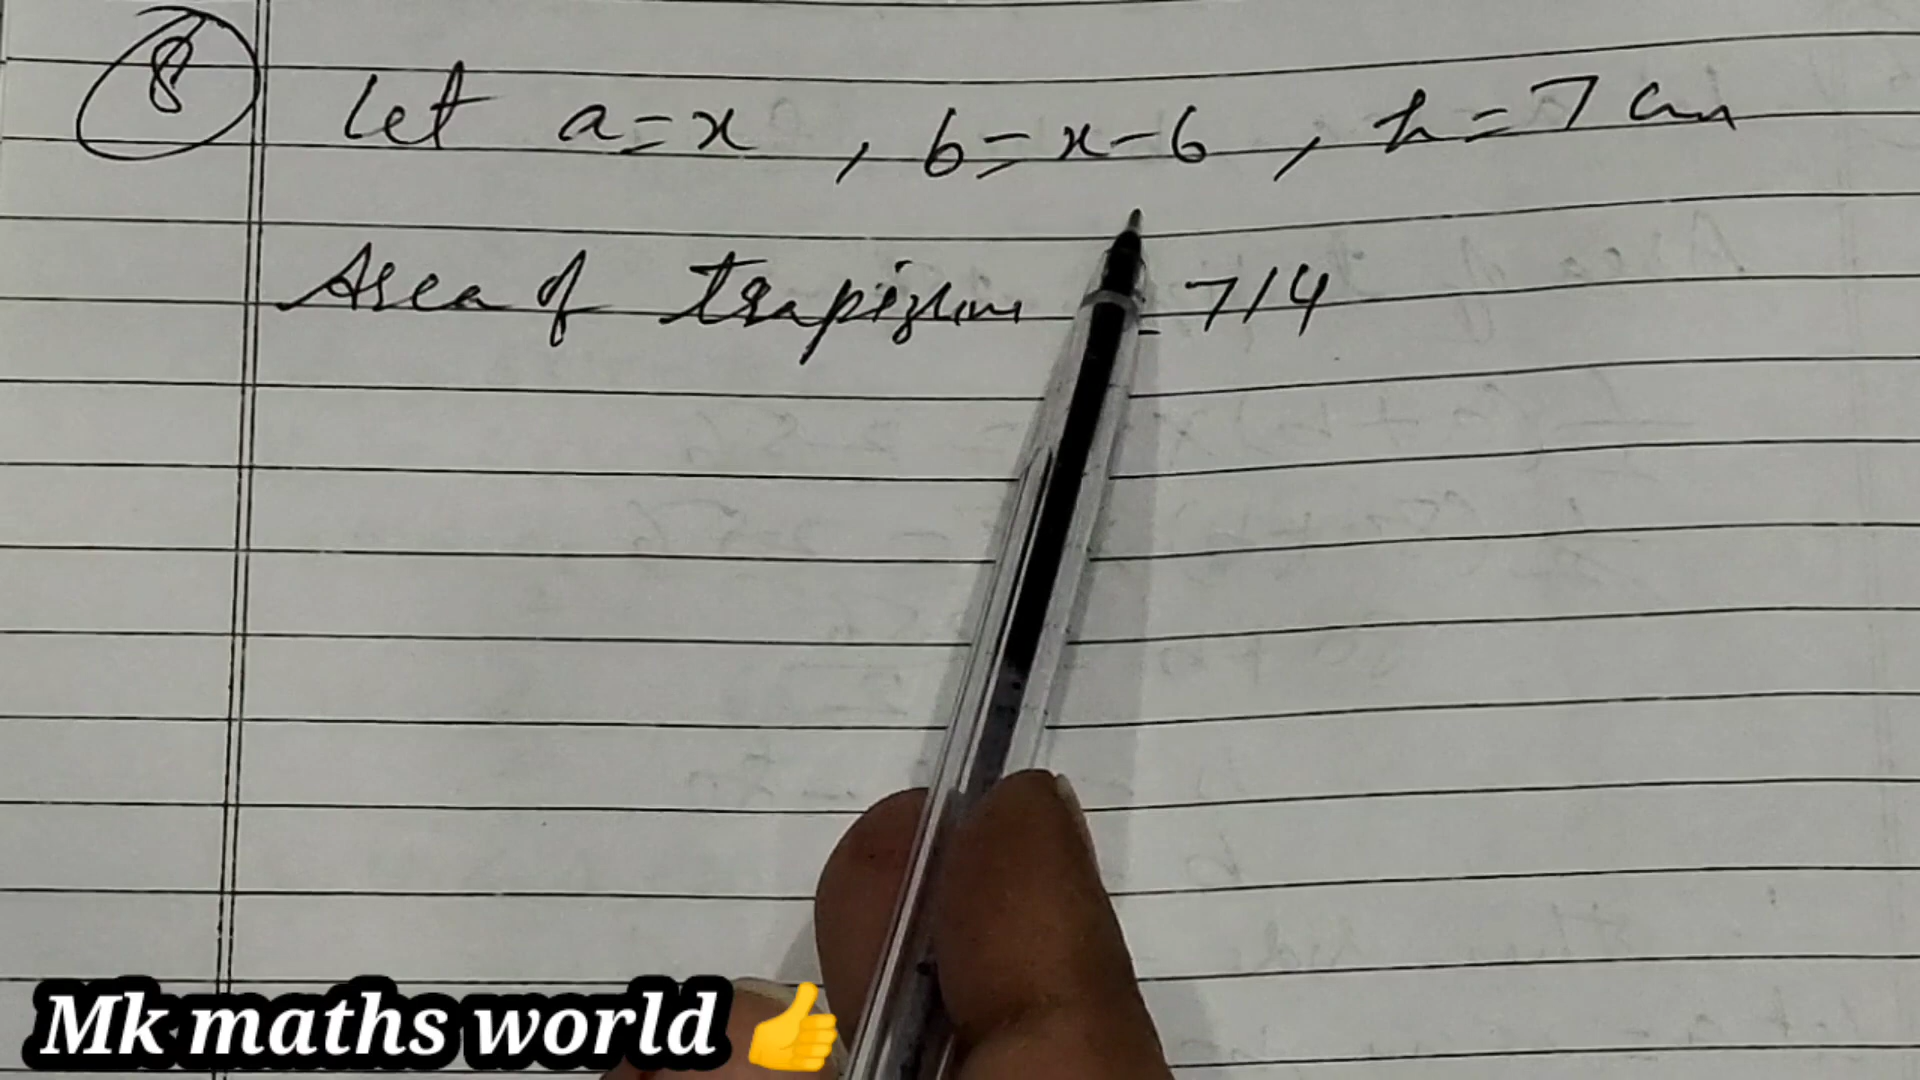 8 Let a = x , b = x - 6 , h = 7 cm
Area of trapizium = 714
Mk maths world 👍